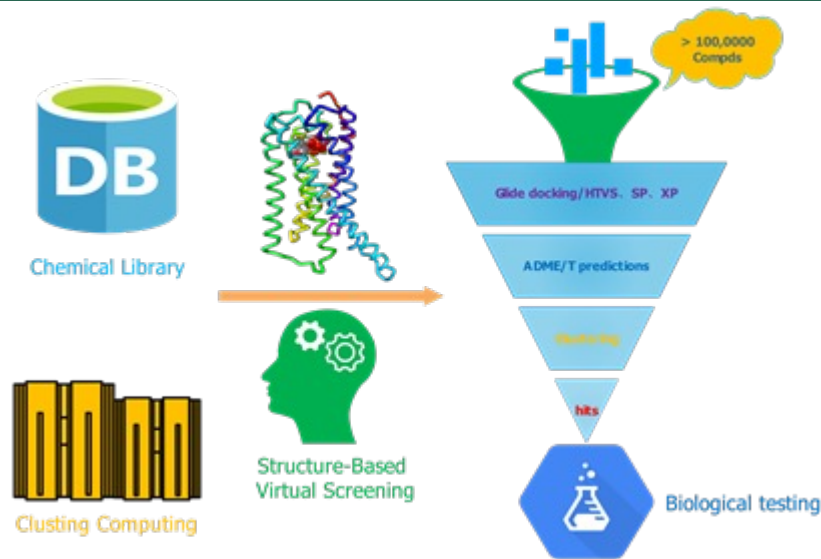 > 100,0000
Compds
DB
Chemical Library
Glide docking/HTVS、SP、XP
ADME/T predictions
hits
Structure-Based
Virtual Screening
Clusting Computing
Biological testing